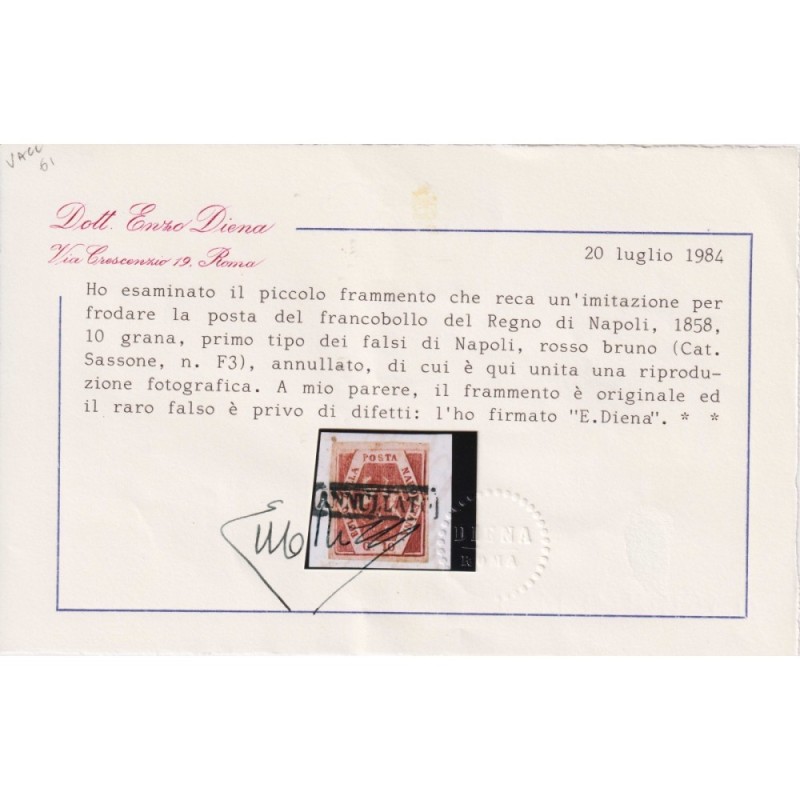 Dott. Enzo Diena
Via Crescenzio 19. Roma
20 luglio 1984
Ho esaminato il piccolo frammento che reca un'imitazione per
frodare la posta del francobollo del Regno di Napoli, 1858,
10 grana, primo tipo dei falsi di Napoli, rosso bruno (Cat.
Sassone, n. F3), annullato, di cui è qui unita una riprodu-
zione fotografica. A mio parere, il frammento è originale ed
il raro falso è privo di difetti: l'ho firmato "E.Diena". * *
POSTA
ANNULLATO
G. 10
DIENA
ROMA